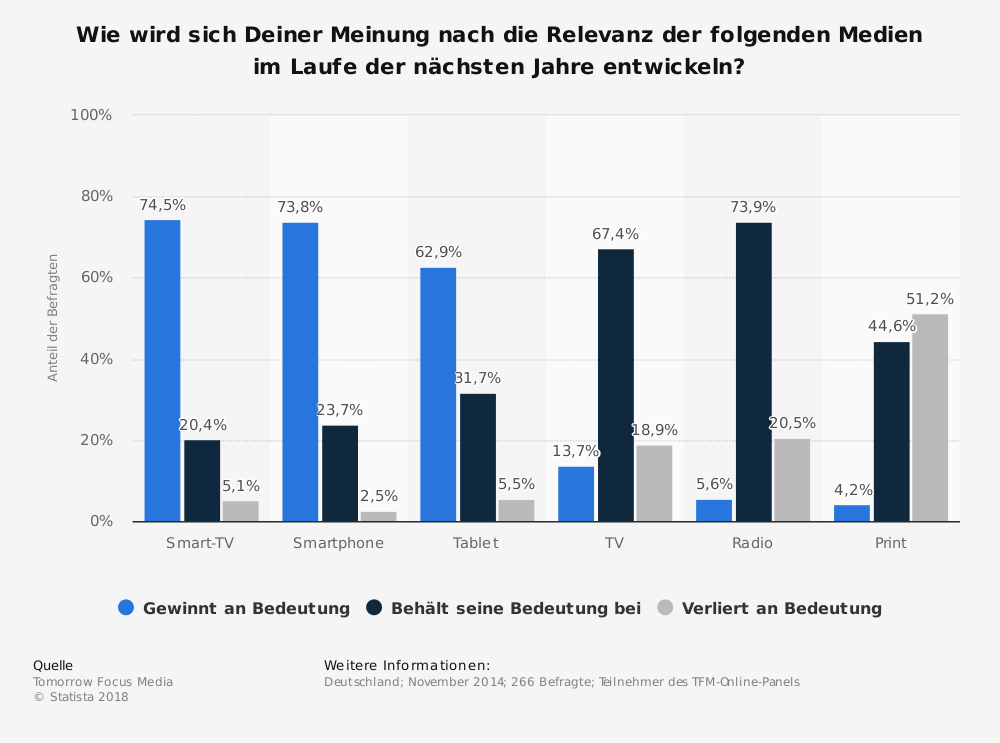 Wie wird sich Deiner Meinung nach die Relevanz der folgenden Medien
im Laufe der nächsten Jahre entwickeln?
Anteil der Befragten
100%
80%
60%
40%
20%
0%
74,5%
20,4%
5,1%
73,8%
23,7%
2,5%
62,9%
31,7%
5,5%
13,7%
67,4%
18,9%
5,6%
73,9%
20,5%
4,2%
44,6%
51,2%
Smart-TV
Smartphone
Tablet
TV
Radio
Print
Gewinnt an Bedeutung
Behält seine Bedeutung bei
Verliert an Bedeutung
Quelle
Tomorrow Focus Media
© Statista 2018
Weitere Informationen:
Deutschland; November 2014; 266 Befragte; Teilnehmer des TFM-Online-Panels